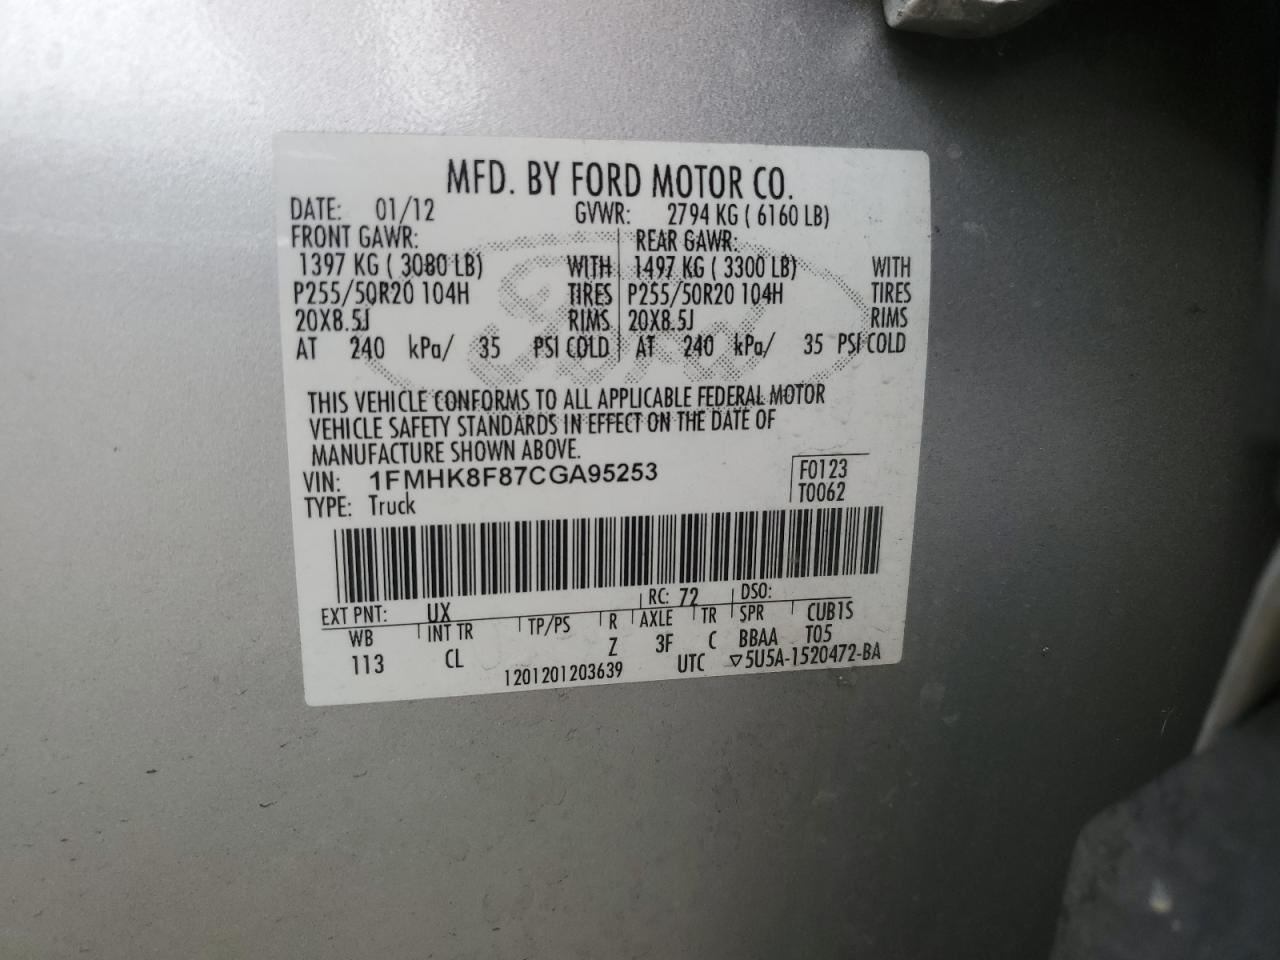 MFD. BY FORD MOTOR CO.
DATE: 01/12 GVWR: 2794 KG ( 6160 LB)
FRONT GAWR: REAR GAWR:
1397 KG ( 3080 LB) WITH 1497 KG ( 3300 LB) WITH
P255/50R20 104H TIRES P255/50R20 104H TIRES
20X8.5J RIMS 20X8.5J RIMS
AT 240 kPa/ 35 PSI COLD AT 240 kPa/ 35 PSI COLD
Ford
THIS VEHICLE CONFORMS TO ALL APPLICABLE FEDERAL MOTOR
VEHICLE SAFETY STANDARDS IN EFFECT ON THE DATE OF
MANUFACTURE SHOWN ABOVE.
VIN: 1FMHK8F87CGA95253 F0123
TYPE: Truck T0062
EXT PNT: UX RC: 72 DSO:
WB INT TR TP/PS R AXLE TR SPR CUB1S
113 CL Z 3F C BBAA T05
1201201203639 UTC ▽5U5A-1520472-BA